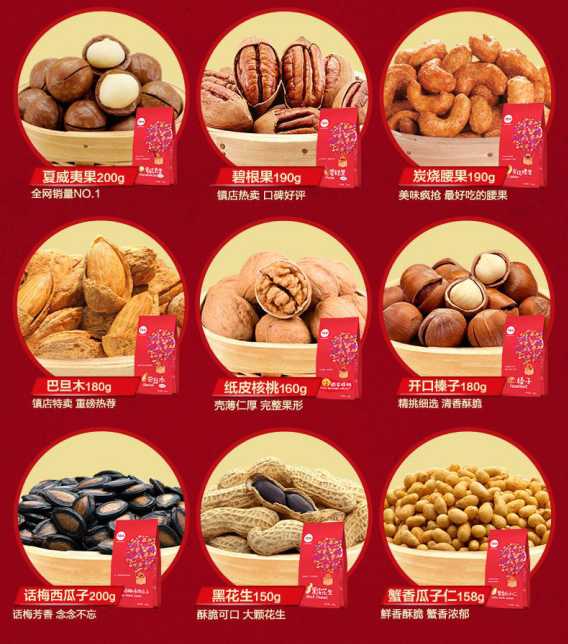 夏威夷果200g
全网销量NO.1
碧根果190g
镇店热卖 口碑好评
炭烧腰果190g
美味疯抢 最好吃的腰果
巴旦木180g
镇店特卖 重磅热荐
纸皮核桃160g
壳薄仁厚 完整果形
开口榛子180g
精挑细选 清香酥脆
话梅西瓜子200g
话梅芳香 念念不忘
黑花生150g
酥脆可口 大颗花生
蟹香瓜子仁158g
鲜香酥脆 蟹香浓郁